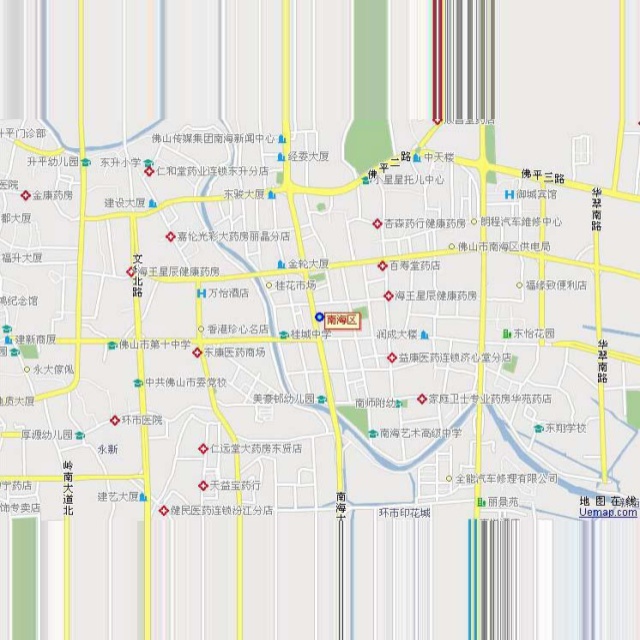 升平门诊部
佛山传媒集团南海新闻中心
经委大厦
佛平二路
中天楼
升平幼儿园
东升小学
仁和堂药业连锁东升分店
小星星托儿中心
佛平三路
医院
金康药房
东骏大厦
御城宾馆
华翠南路
建设大厦
都大厦
杏森药行健康药房
朗程汽车维修中心
嘉伦光彩大药房丽晶分店
佛山市南海区供电局
福升大厦
文北路
海王星辰健康药房
金轮大厦
百寿堂药店
桂花市场
福缘致便利店
万怡酒店
海王星辰健康药房
纪念馆
南海区
香港珍心名店
桂城中学
润成大厦
东怡花园
建新商厦
佛山市第十中学
东康医药商场
益康医药连锁济心堂分店
华翠南路
永大傢俬
中共佛山市委党校
地质大厦
美豪邨幼儿园
南师附幼
家庭卫士专业药房华苑药店
环市医院
厚源幼儿园
南海艺术高级中学
东翔学校
永新
仁远堂大药房东贤店
岭南大道北
全能汽车修理有限公司
宁药店
天益宝药行
建艺大厦
南海大
丽景苑
地图在线
饰专卖店
健民医药连锁汾江分店
环市印花城
Uemap.com